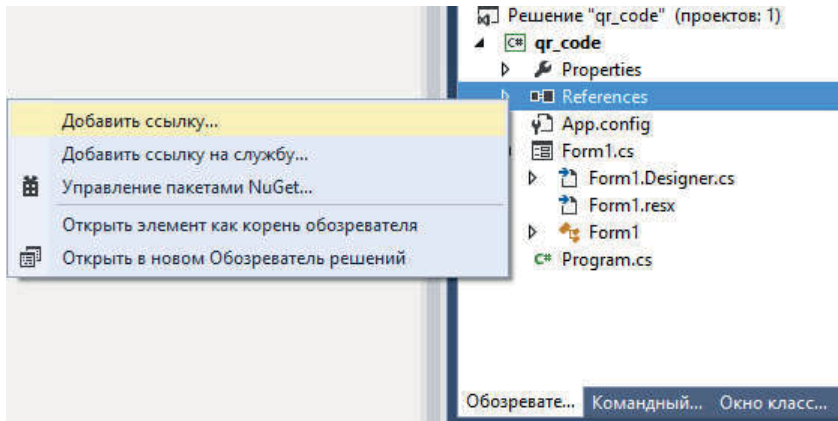 Решение "qr_code" (проектов: 1)
C# qr_code
Properties
References
App.config
Form1.cs
Form1.Designer.cs
Form1.resx
Form1
C# Program.cs
Добавить ссылку...
Добавить ссылку на службу...
Управление пакетами NuGet...
Открыть элемент как корень обозревателя
Открыть в новом Обозреватель решений
Обозревате... Командный... Окно класс...